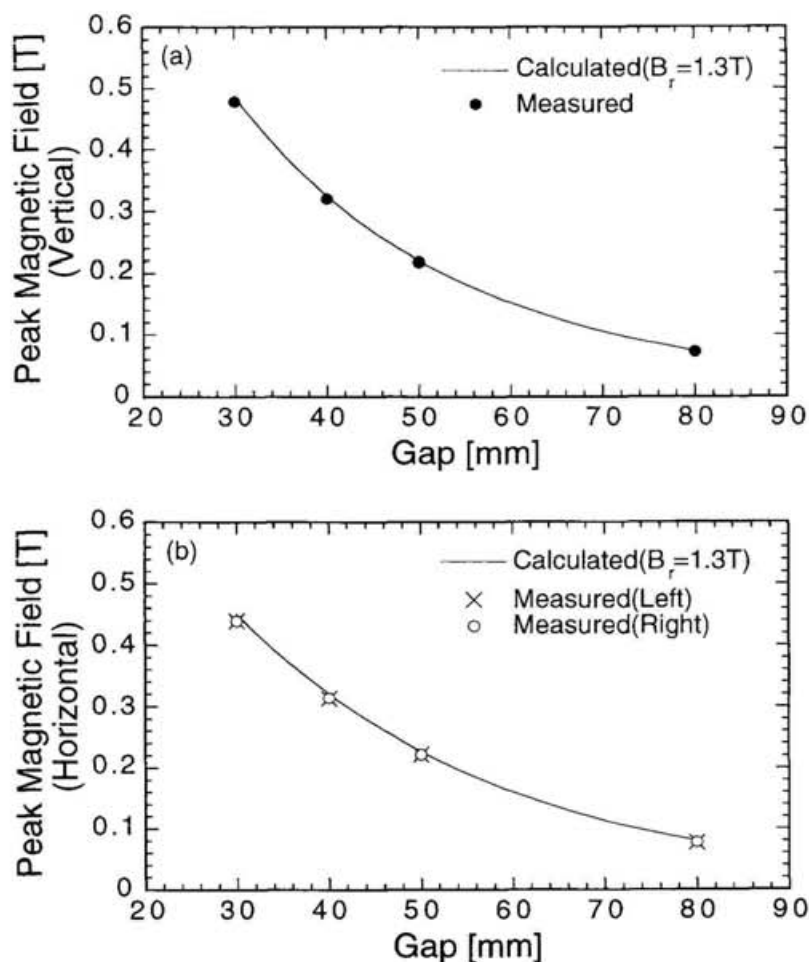 0.6
(a)
Calculated(B_r=1.3T)
Measured
0.5
0.4
0.3
0.2
0.1
0
Peak Magnetic Field [T]
(Vertical)
20 30 40 50 60 70 80 90
Gap [mm]
0.6
(b)
Calculated(B_r=1.3T)
Measured(Left)
Measured(Right)
0.5
0.4
0.3
0.2
0.1
0
Peak Magnetic Field [T]
(Horizontal)
20 30 40 50 60 70 80 90
Gap [mm]